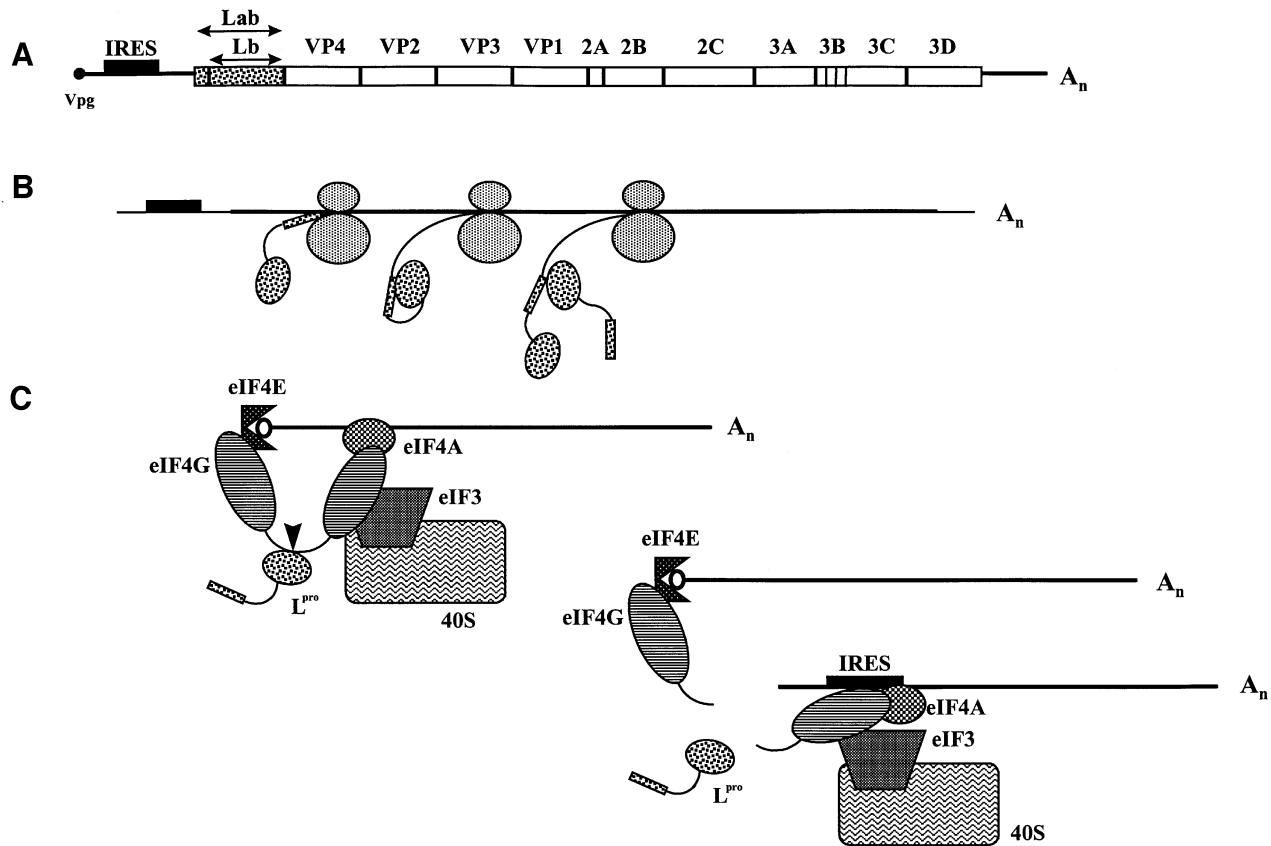 A
Lab
IRES Lb VP4 VP2 VP3 VP1 2A 2B 2C 3A 3B 3C 3D
Vpg
An
B
An
C
eIF4E
An
eIF4A
eIF4G
eIF3
Lpro
40S
eIF4E
An
eIF4G
IRES
An
eIF4A
eIF3
Lpro
40S